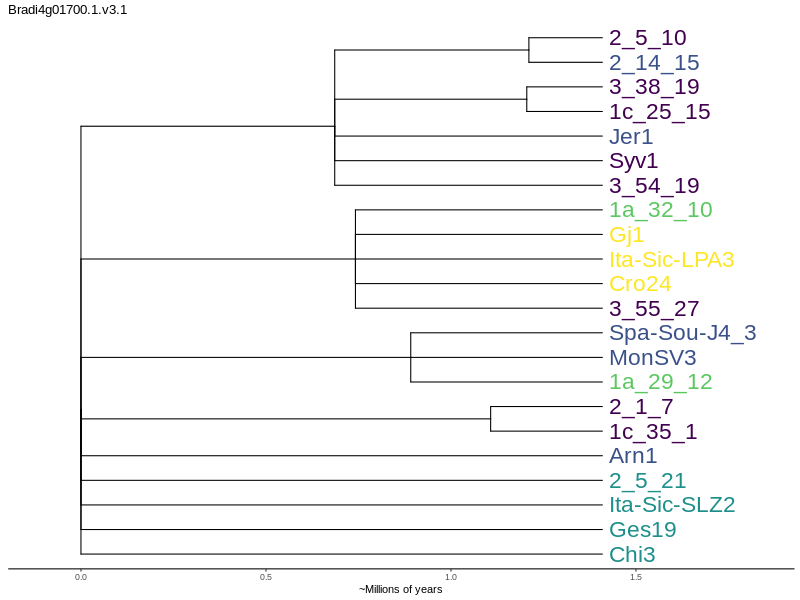 Bradi4g01700.1.v3.1
2_5_10
2_14_15
3_38_19
1c_25_15
Jer1
Syv1
3_54_19
1a_32_10
Gj1
Ita-Sic-LPA3
Cro24
3_55_27
Spa-Sou-J4_3
MonSV3
1a_29_12
2_1_7
1c_35_1
Arn1
2_5_21
Ita-Sic-SLZ2
Ges19
Chi3
0.0 0.5 1.0 1.5
~Millions of years